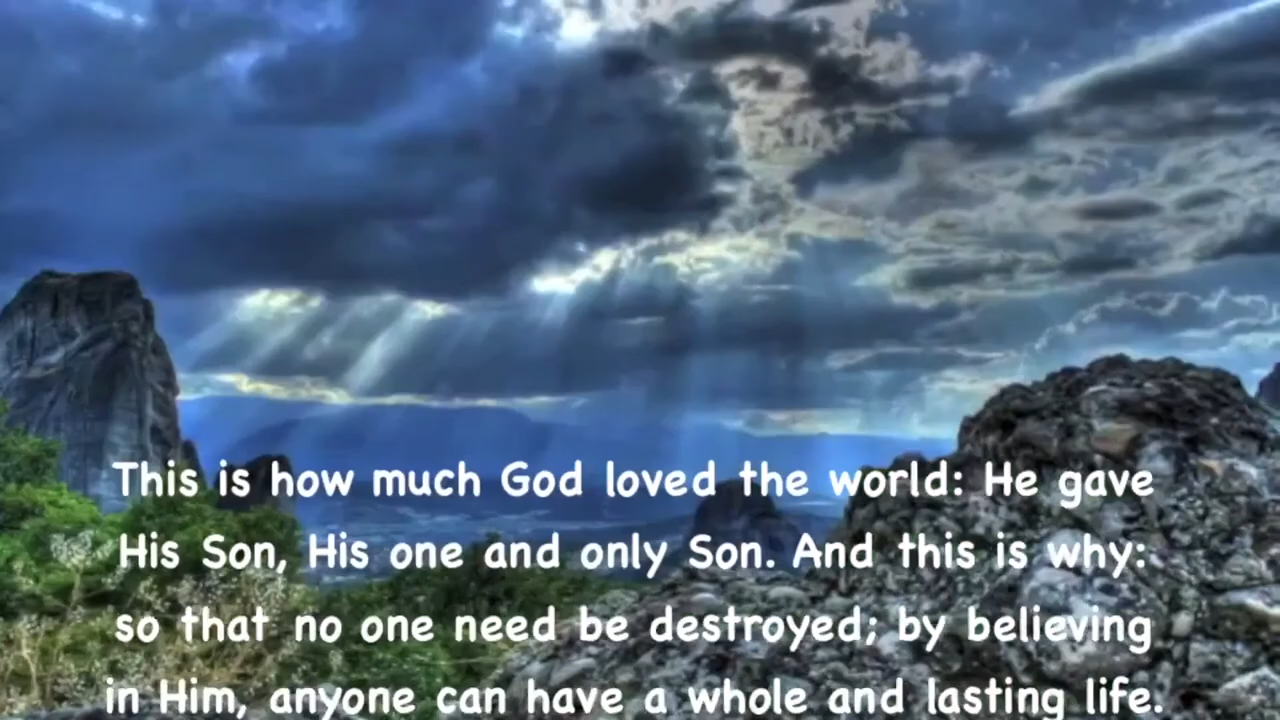 This is how much God loved the world: He gave
His Son, His one and only Son. And this is why:
so that no one need be destroyed; by believing
in Him, anyone can have a whole and lasting life.